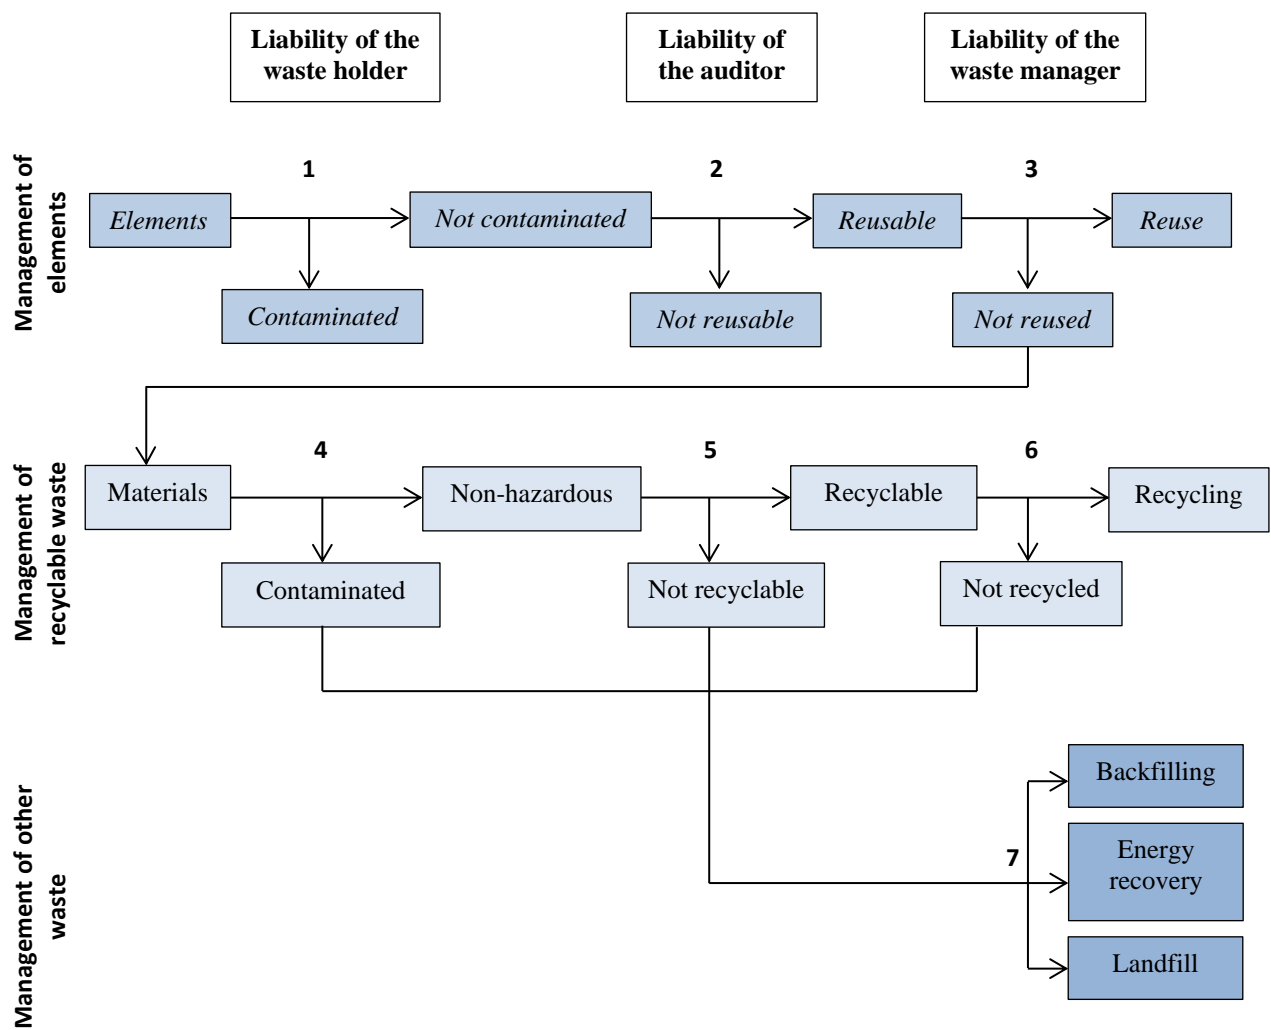 Liability of the
waste holder
Liability of
the auditor
Liability of the
waste manager
Management of
elements
1
2
3
Elements
Not contaminated
Reusable
Reuse
Contaminated
Not reusable
Not reused
Management of
recyclable waste
4
5
6
Materials
Non-hazardous
Recyclable
Recycling
Contaminated
Not recyclable
Not recycled
Management of other
waste
7
Backfilling
Energy
recovery
Landfill